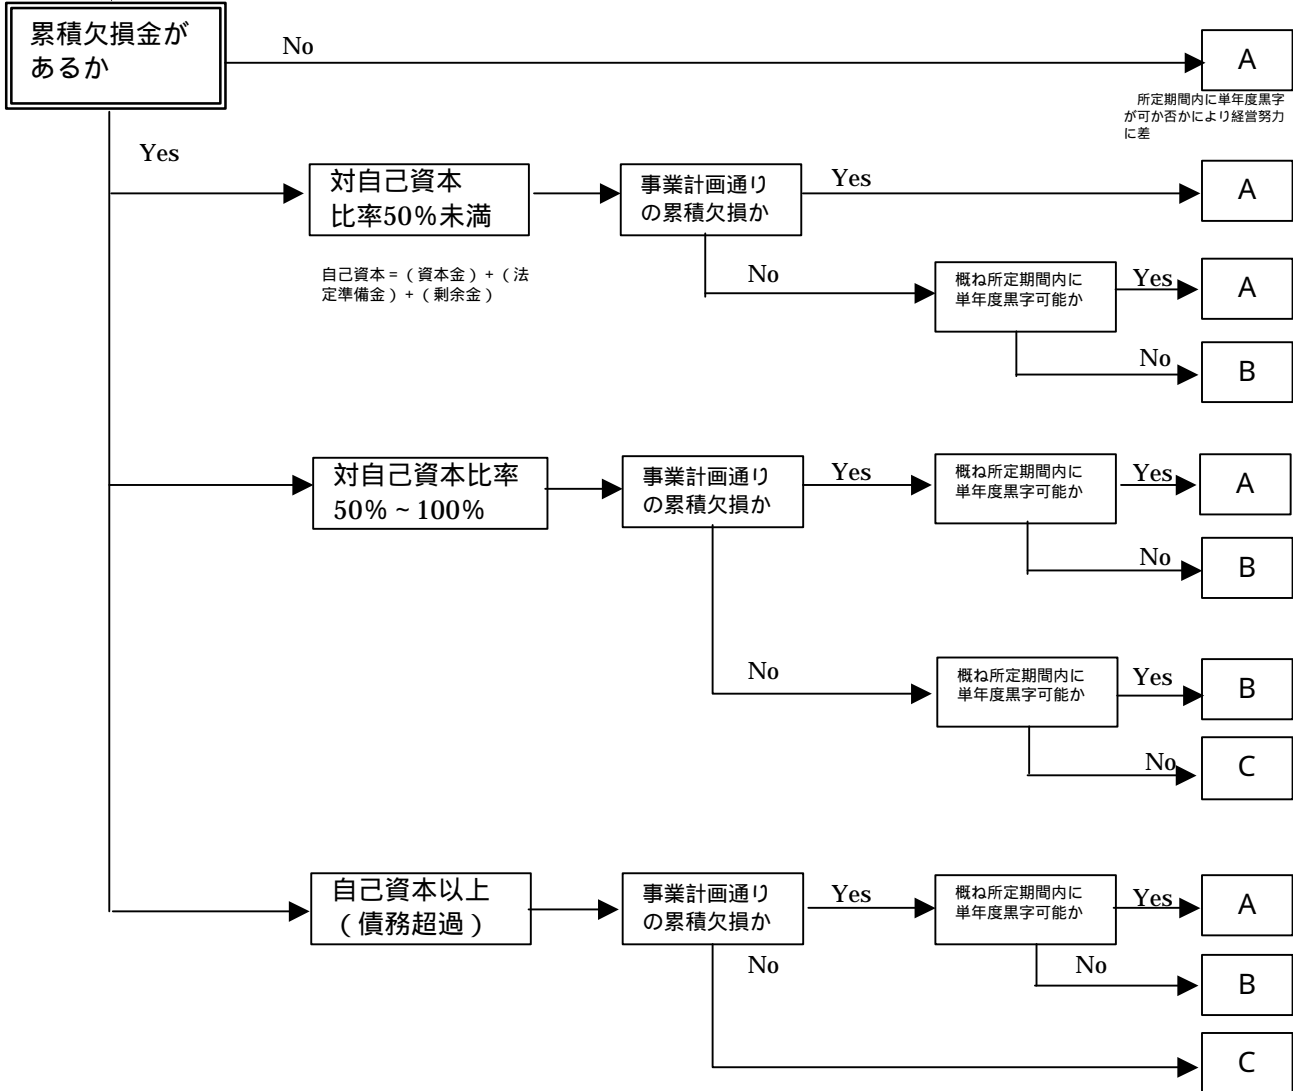 累積欠損金が
あるか
No
A
所定期間内に単年度黒字
が可か否かにより経営努力
に差
Yes
対自己資本
比率50%未満
事業計画通り
の累積欠損か
Yes
A
自己資本=(資本金)+(法
定準備金)+(剰余金)
No
概ね所定期間内に
単年度黒字可能か
Yes
A
No
B
対自己資本比率
50%~100%
事業計画通り
の累積欠損か
Yes
概ね所定期間内に
単年度黒字可能か
Yes
A
No
B
No
概ね所定期間内に
単年度黒字可能か
Yes
B
No
C
自己資本以上
(債務超過)
事業計画通り
の累積欠損か
Yes
概ね所定期間内に
単年度黒字可能か
Yes
A
No
No
B
C